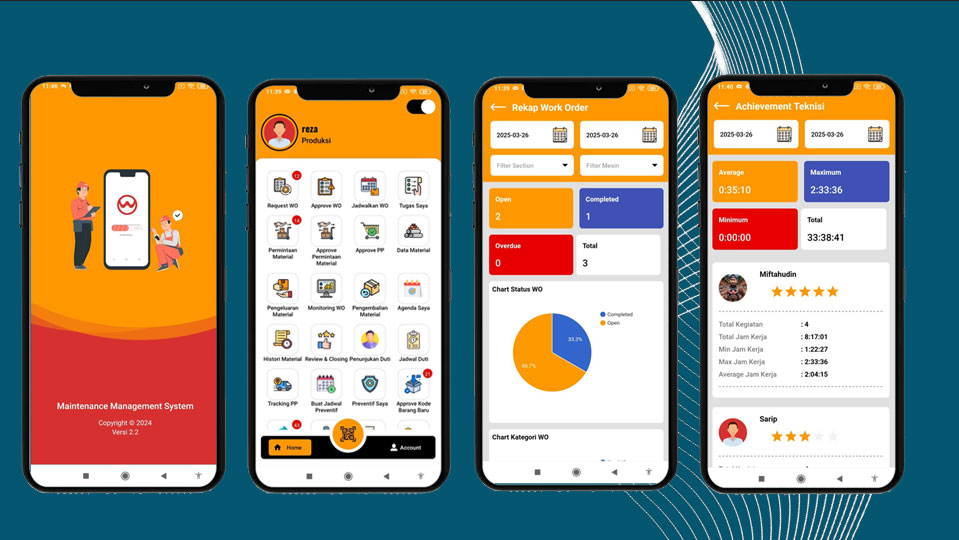 11:46
Maintenance Management System
Copyright © 2024
Versi 2.2
11:39
reza
Produksi
12
Request WO
Approve WO
Jadwalkan WO
Tugas Saya
14
Permintaan Material
Approve Permintaan Material
Approve PP
Data Material
Pengeluaran Material
Monitoring WO
Pengembalian Material
Agenda Saya
Histori Material
Review & Closing
Penunjukan Duti
Jadwal Duti
21
Tracking PP
Buat Jadwal Preventif
Preventif Saya
Approve Kode Barang Baru
43
Home
Account
11:39
Rekap Work Order
2025-03-26
2025-03-26
Filter Section
Filter Mesin
Open
2
Completed
1
Overdue
0
Total
3
Chart Status WO
Completed
Open
33.3%
66.7%
Chart Kategori WO
11:40
Achievement Teknisi
2025-03-26
2025-03-26
Average
0:35:10
Maximum
2:33:36
Minimum
0:00:00
Total
33:38:41
Miftahudin
Total Kegiatan : 4
Total Jam Kerja : 8:17:01
Min Jam Kerja : 1:22:27
Max Jam Kerja : 2:33:36
Average Jam Kerja : 2:04:15
Sarip